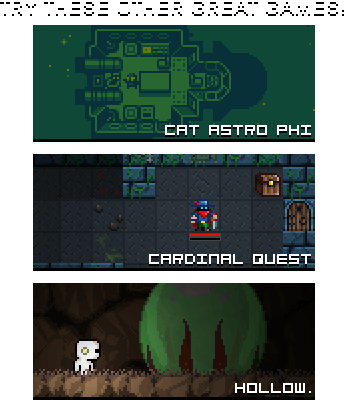 TRY THESE OTHER GREAT GAMES:
CAT ASTRO PHI
CARDINAL QUEST
HOLLOW.